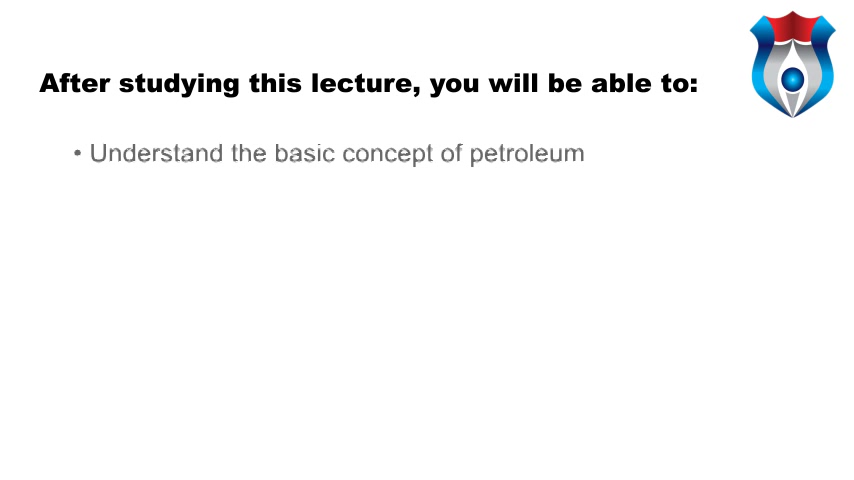 After studying this lecture, you will be able to:
• Understand the basic concept of petroleum